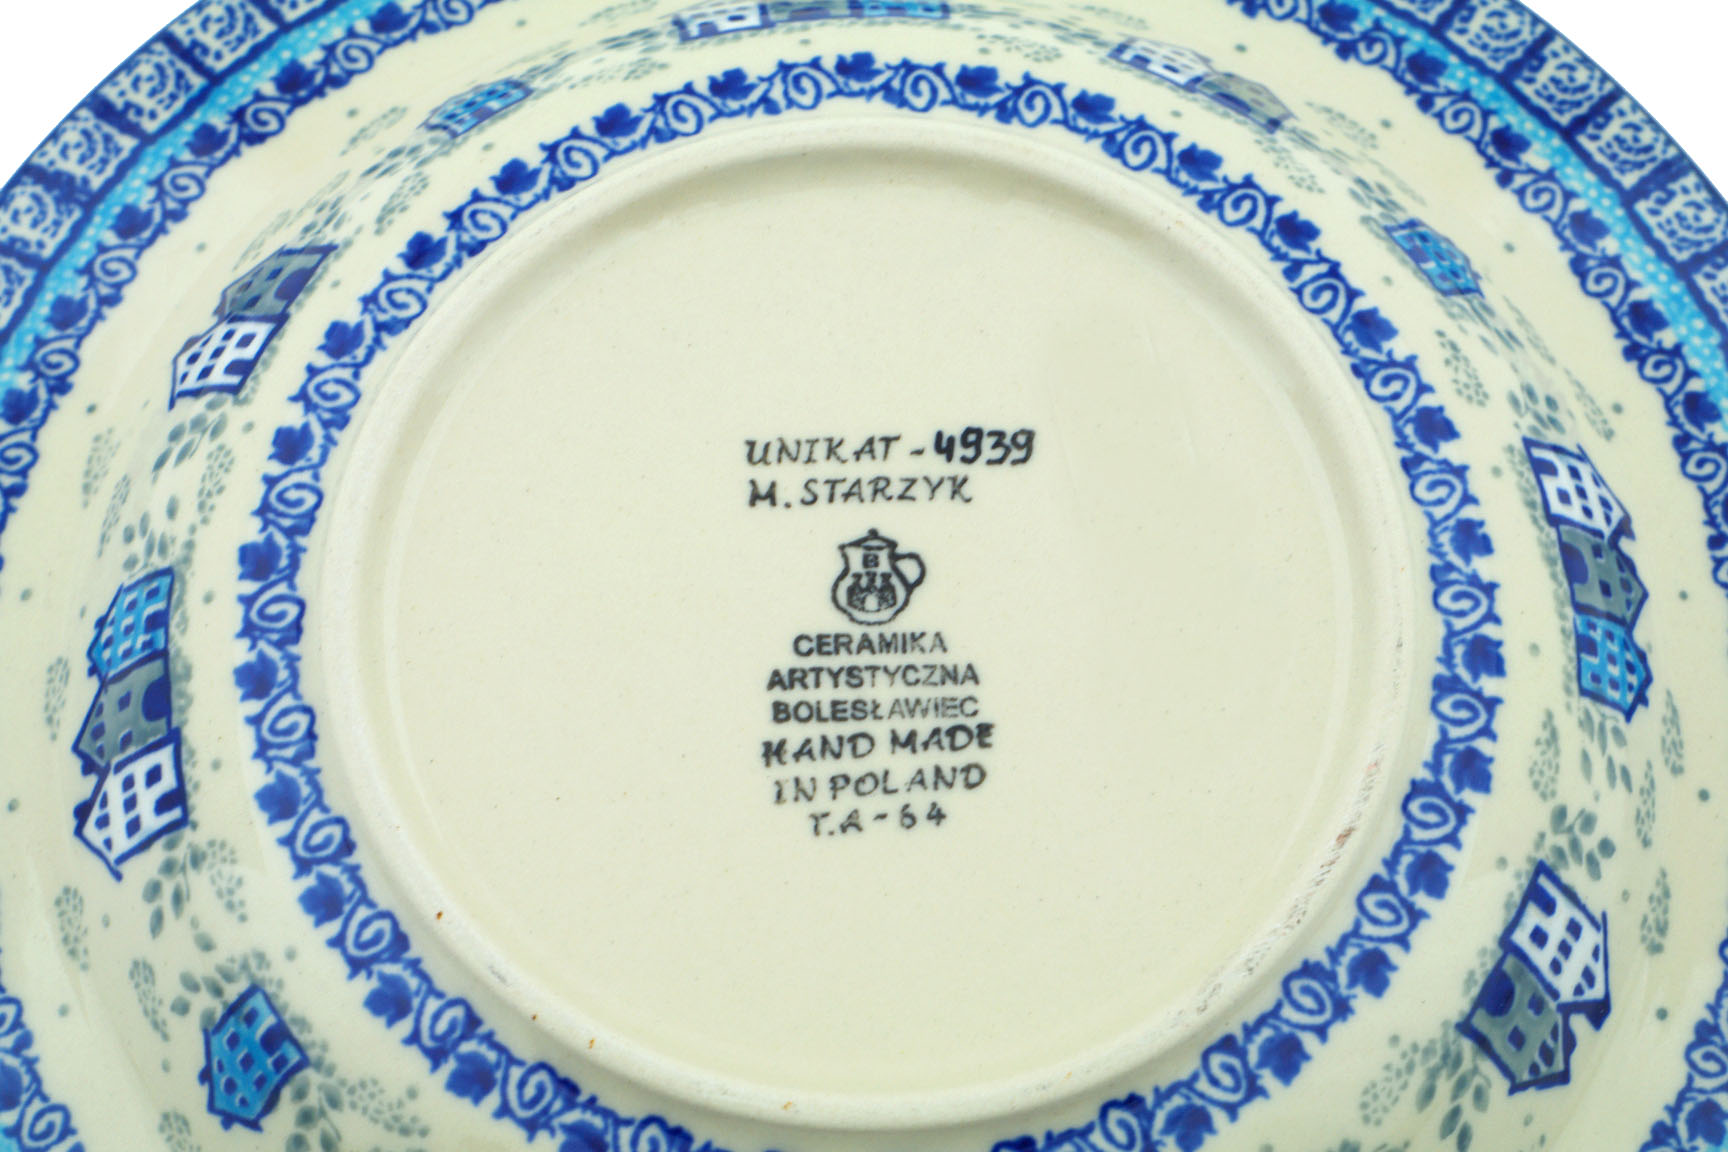 UNIKAT - 4939
M. STARZYK
B
CERAMIKA
ARTYSTYCZNA
BOLESŁAWIEC
HAND MADE
IN POLAND
T.A - 64